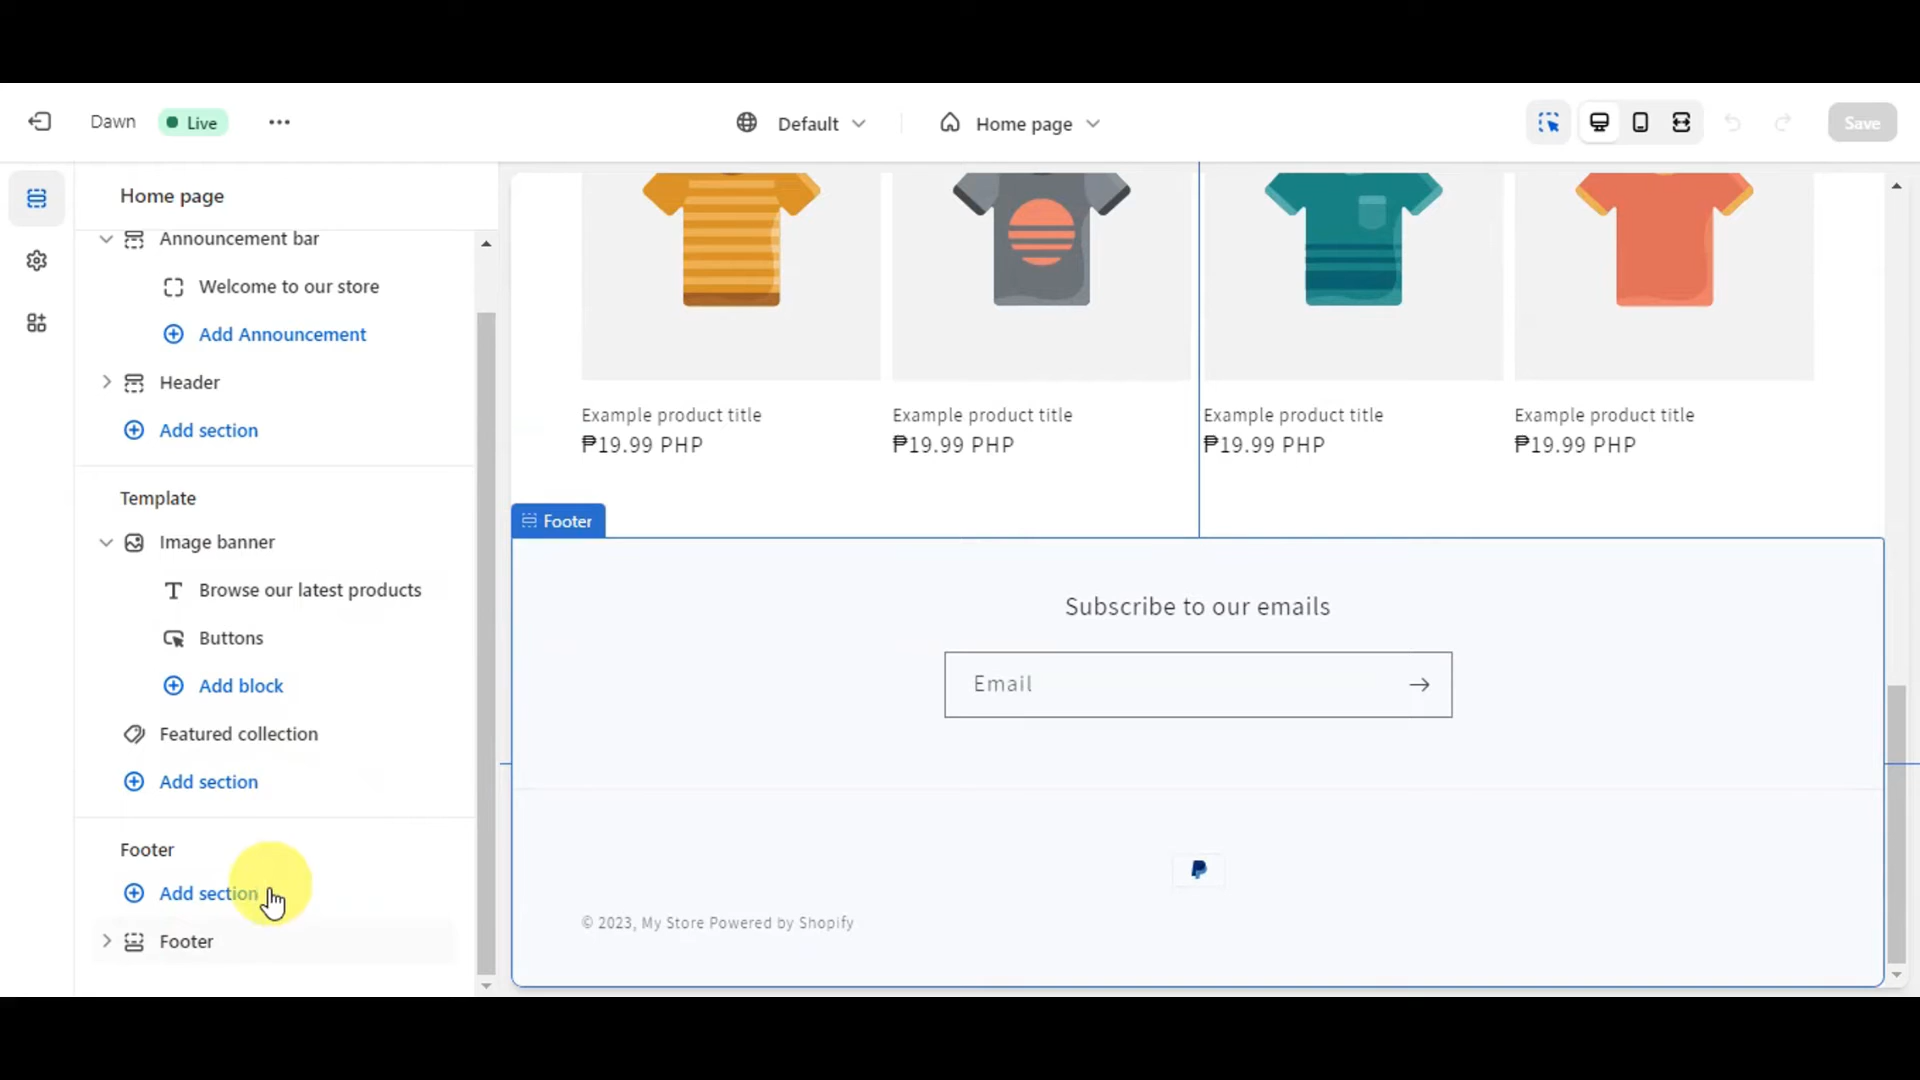 Dawn
Live
Default
Home page
Save
Home page
Announcement bar
Welcome to our store
Add Announcement
Header
Add section
Template
Image banner
Browse our latest products
Buttons
Add block
Featured collection
Add section
Footer
Add section
Footer
Example product title
₱19.99 PHP
Example product title
₱19.99 PHP
Example product title
₱19.99 PHP
Example product title
₱19.99 PHP
Footer
Subscribe to our emails
Email
© 2023, My Store Powered by Shopify